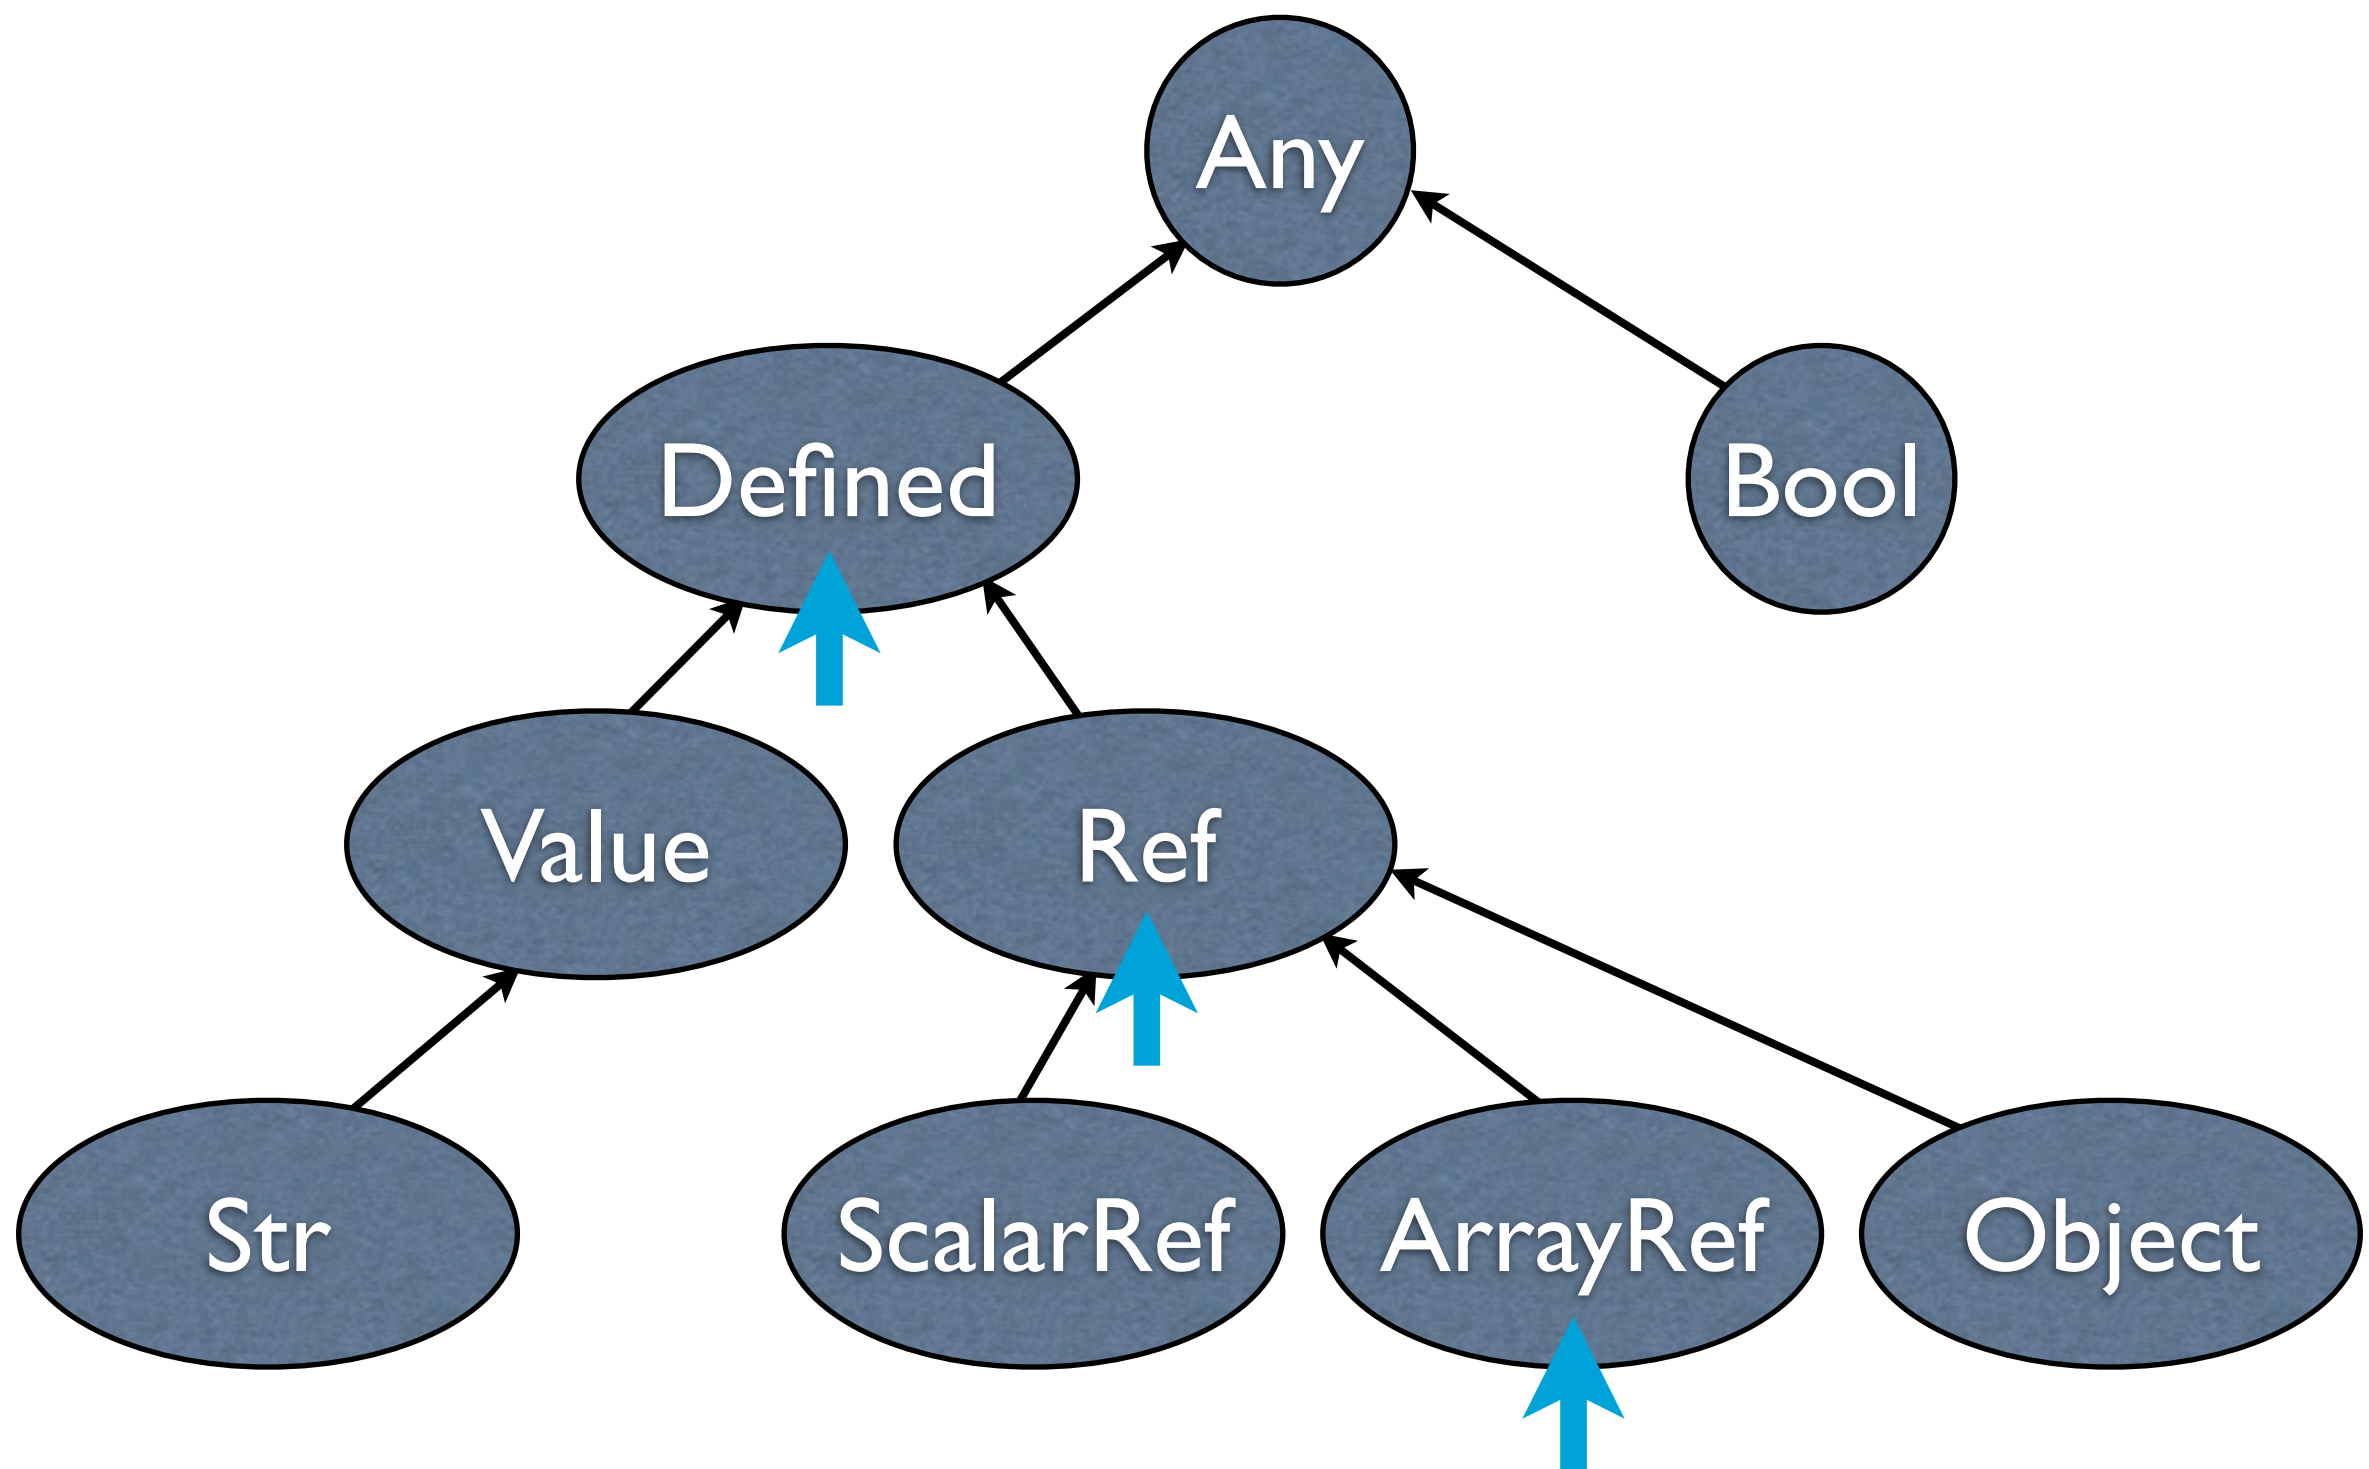 Any
Defined
Bool
Value
Ref
Str
ScalarRef
ArrayRef
Object